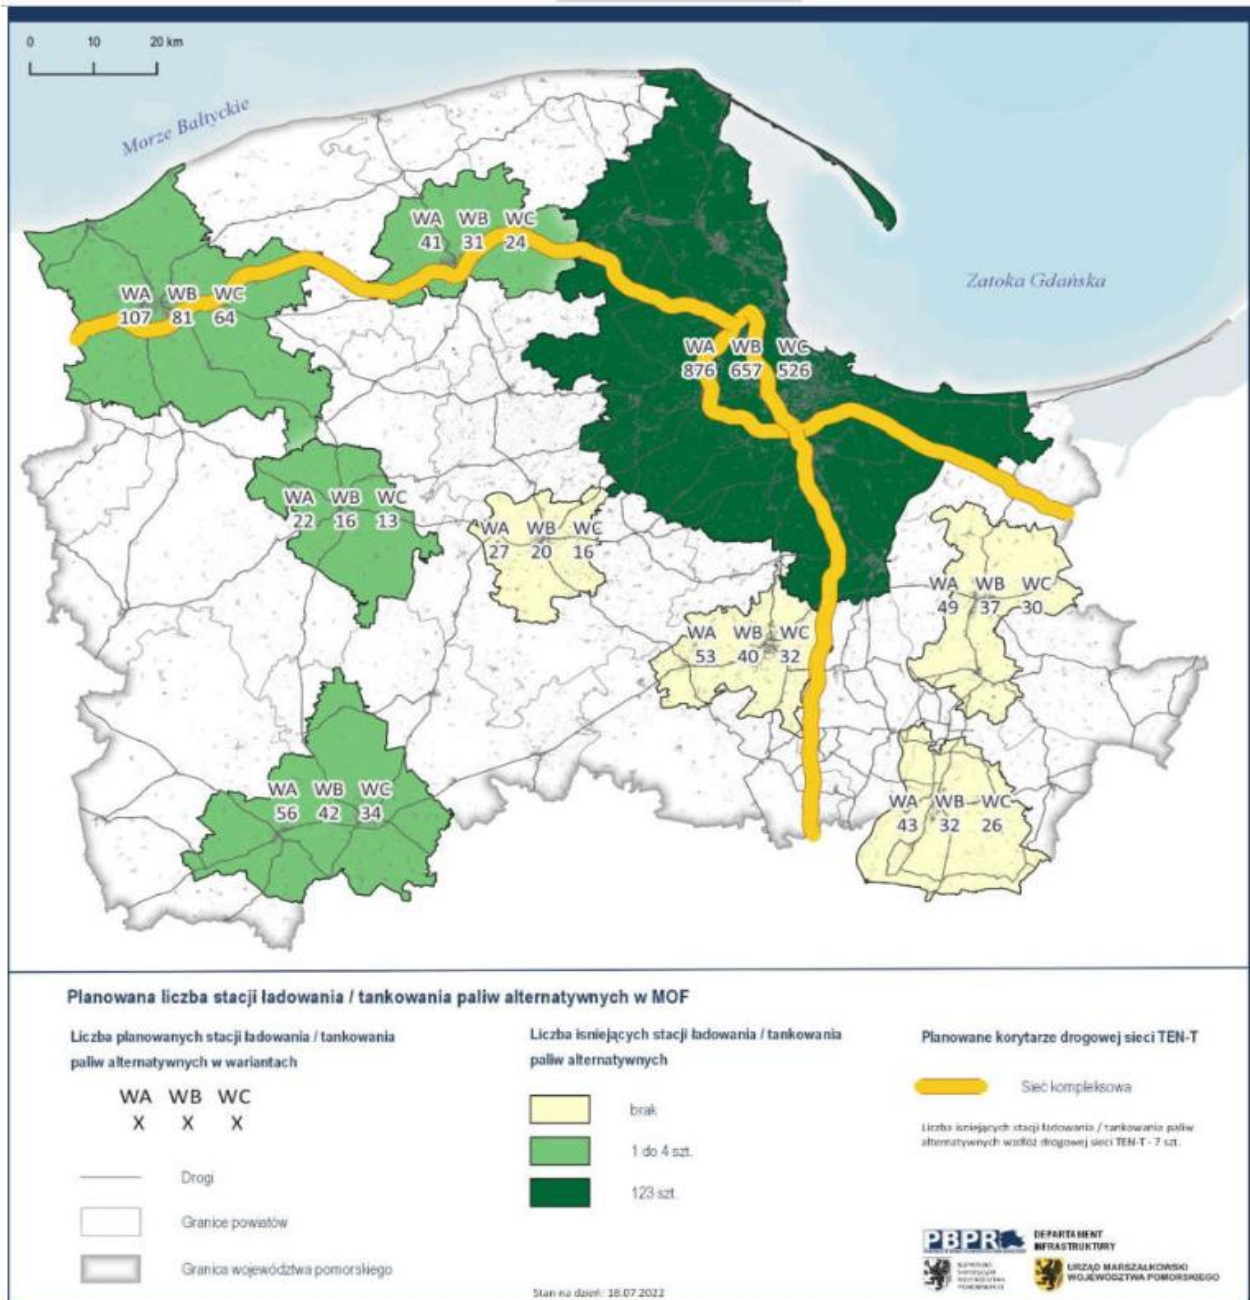 0 10 20 km
Morze Bałtyckie
Zatoka Gdańska
WA WB WC
41 31 24
WA WB WC
107 81 64
WA WB WC
876 657 526
WA WB WC
22 16 13
WA WB WC
27 20 16
WA WB WC
49 37 30
WA WB WC
53 40 32
WA WB WC
56 42 34
WA WB WC
43 32 26
Planowana liczba stacji ładowania / tankowania paliw alternatywnych w MOF
Liczba planowanych stacji ładowania / tankowania
paliw alternatywnych w wariantach
WA WB WC
X X X
Drogi
Granice powiatów
Granica województwa pomorskiego
Liczba isniejących stacji ładowania / tankowania
paliw alternatywnych
brak
1 do 4 szt.
123 szt.
Stan na dzień: 18.07.2022
Planowane korytarze drogowej sieci TEN-T
Sieć kompleksowa
Liczba isniejących stacji ładowania / tankowania paliw
alternatywnych wzdłóż drogowej sieci TEN-T - 7 szt.
PBPR
DEPARTAMENT
INFRASTRUKTURY
URZĄD MARSZAŁKOWSKI
WOJEWÓDZTWA POMORSKIEGO